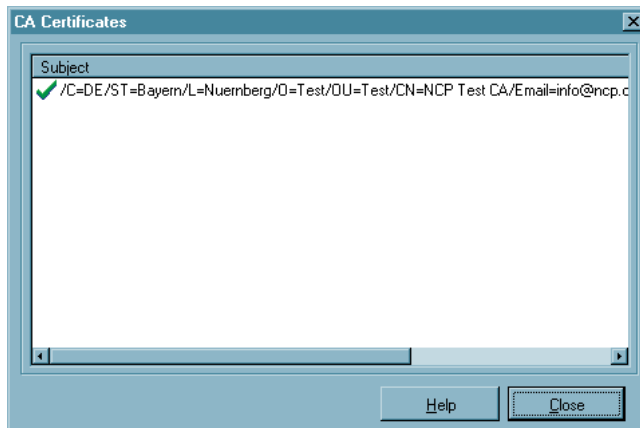 CA Certificates
Subject
/C=DE/ST=Bayern/L=Nuernberg/O=Test/OU=Test/CN=NCP Test CA/Email=info@ncp.c
Help
Close